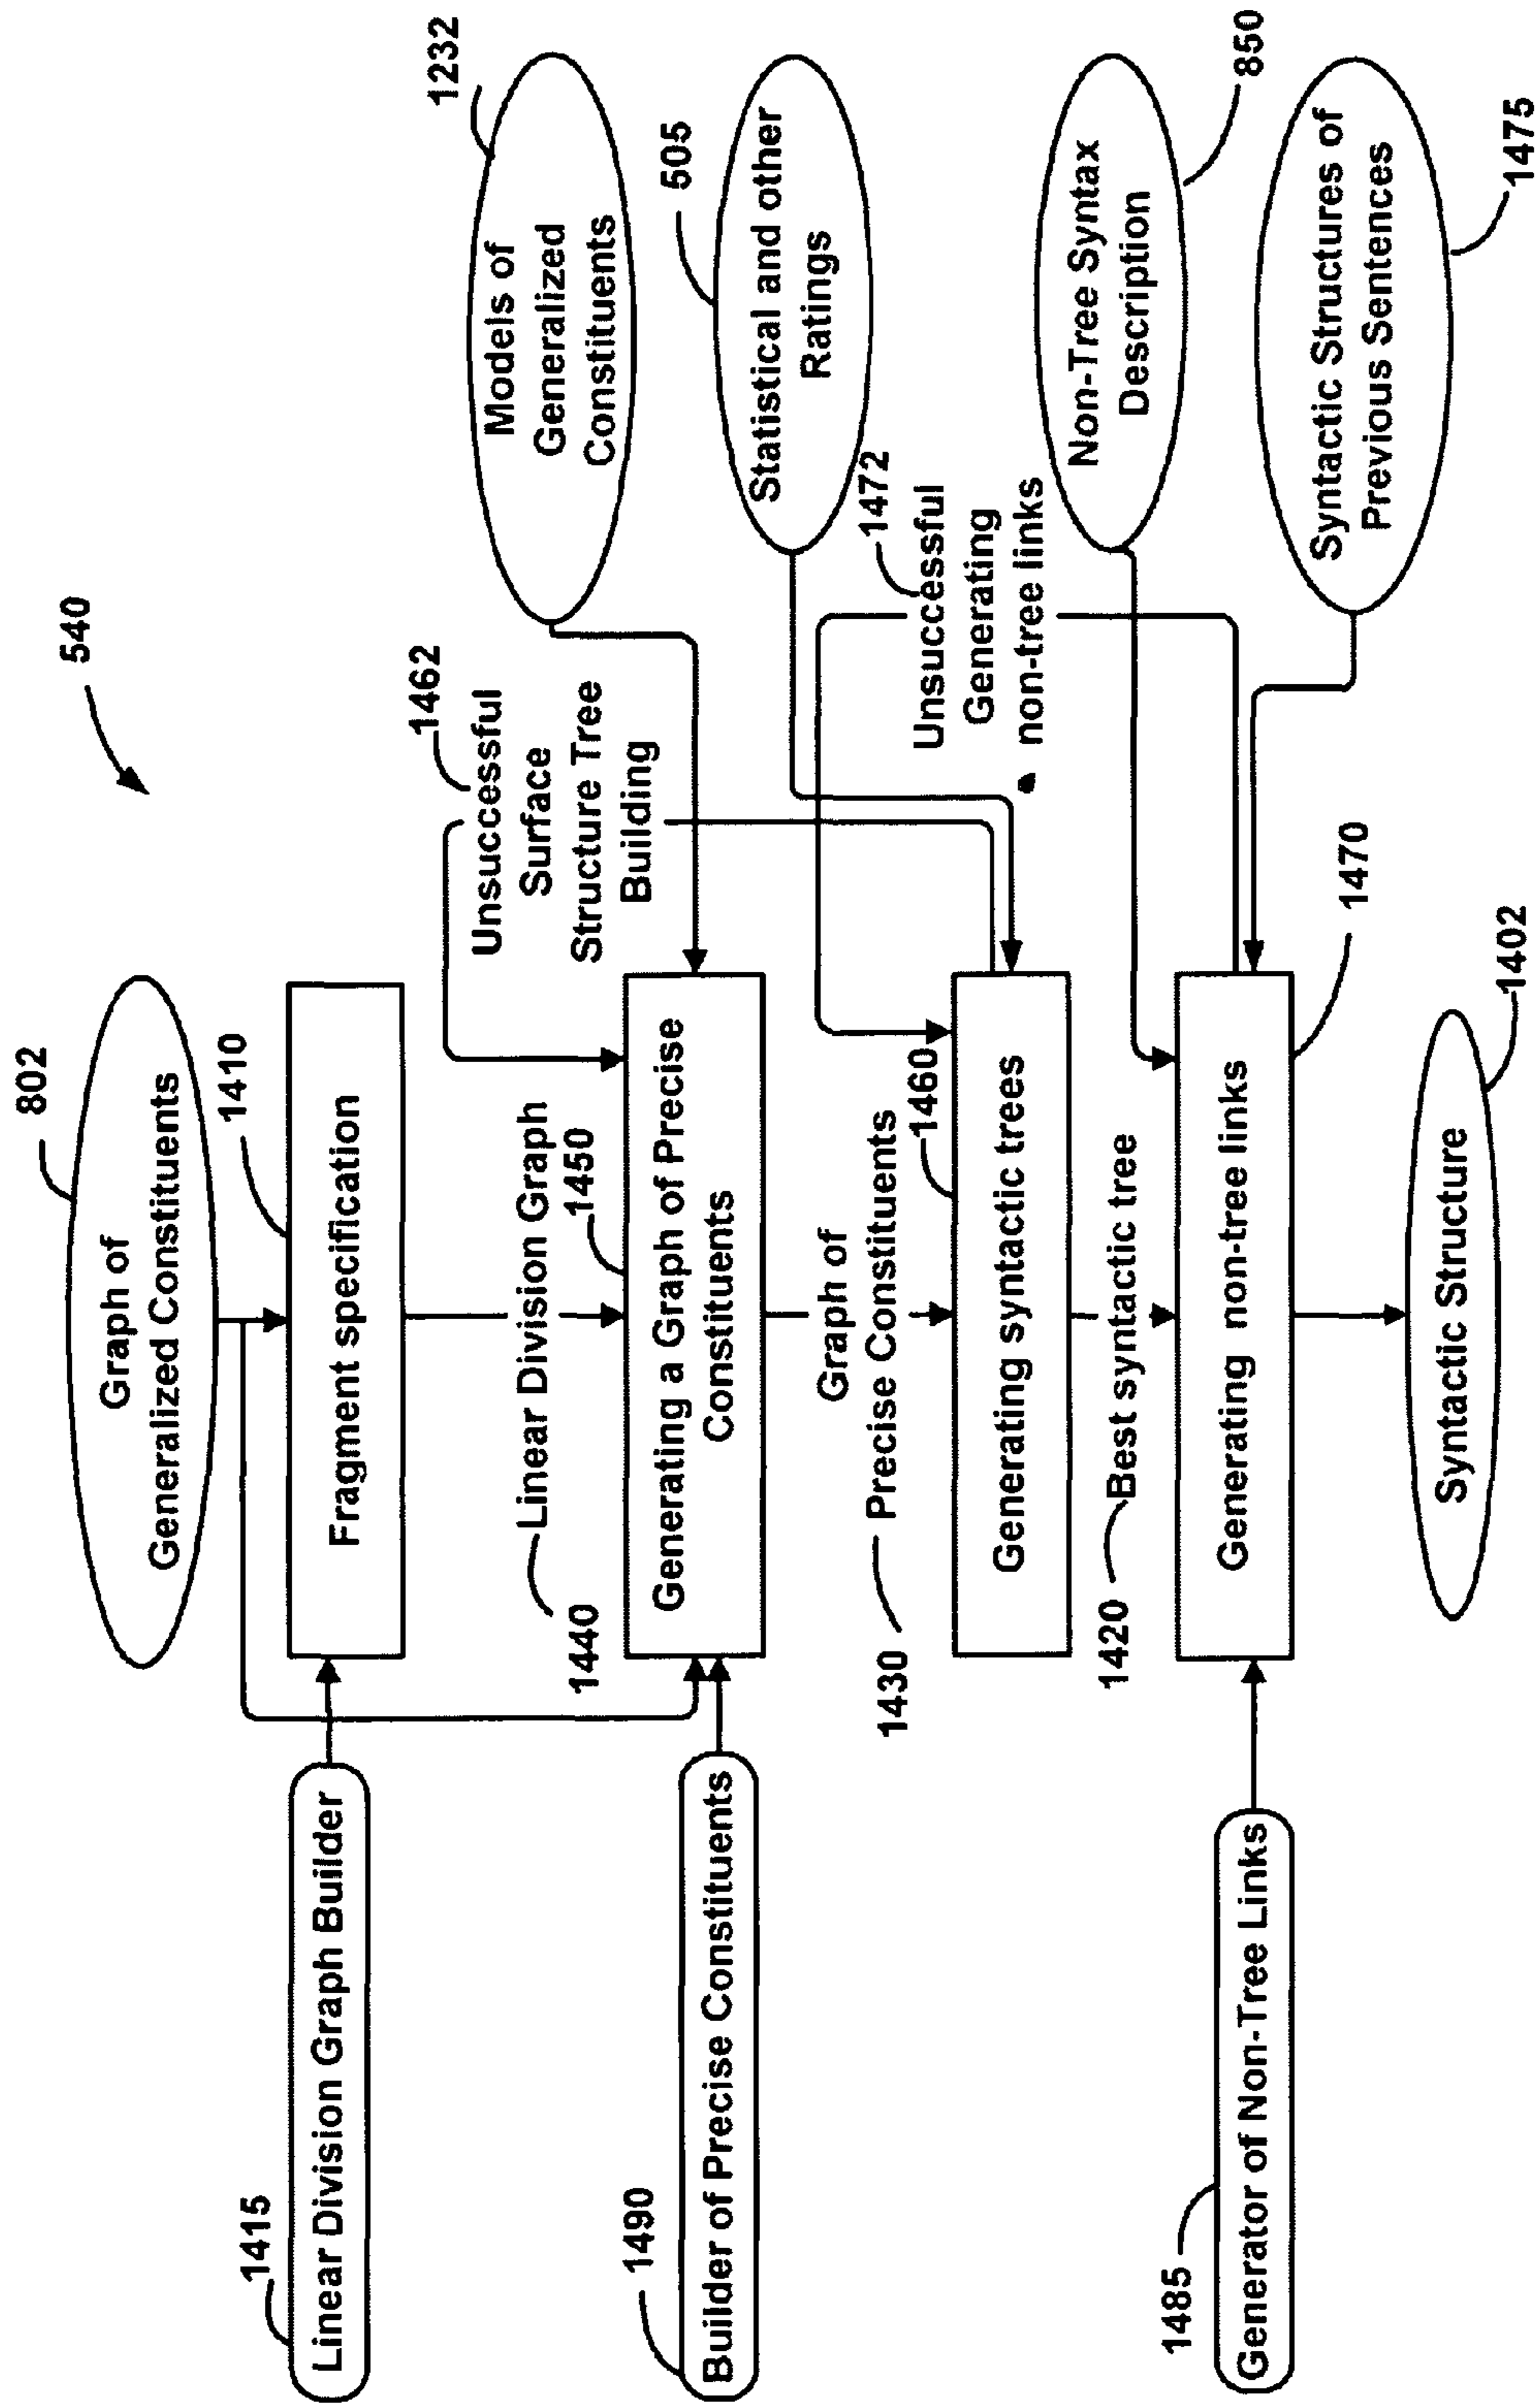 540
802
Graph of
Generalized Constituents
1410
Fragment specification
1415
Linear Division Graph Builder
1440
Linear Division Graph
1450
Generating a Graph of Precise
Constituents
1490
Builder of Precise Constituents
1462
Unsuccessful
Surface
Structure Tree
Building
1232
Models of
Generalized
Constituents
505
Statistical and other
Ratings
Graph of
1430
Precise Constituents
1460
Generating syntactic trees
1472
Unsuccessful
Generating
non-tree links
1420
Best syntactic tree
850
Non-Tree Syntax
Description
1485
Generator of Non-Tree Links
Generating non-tree links
1470
Syntactic Structures of
Previous Sentences
1475
1402
Syntactic Structure